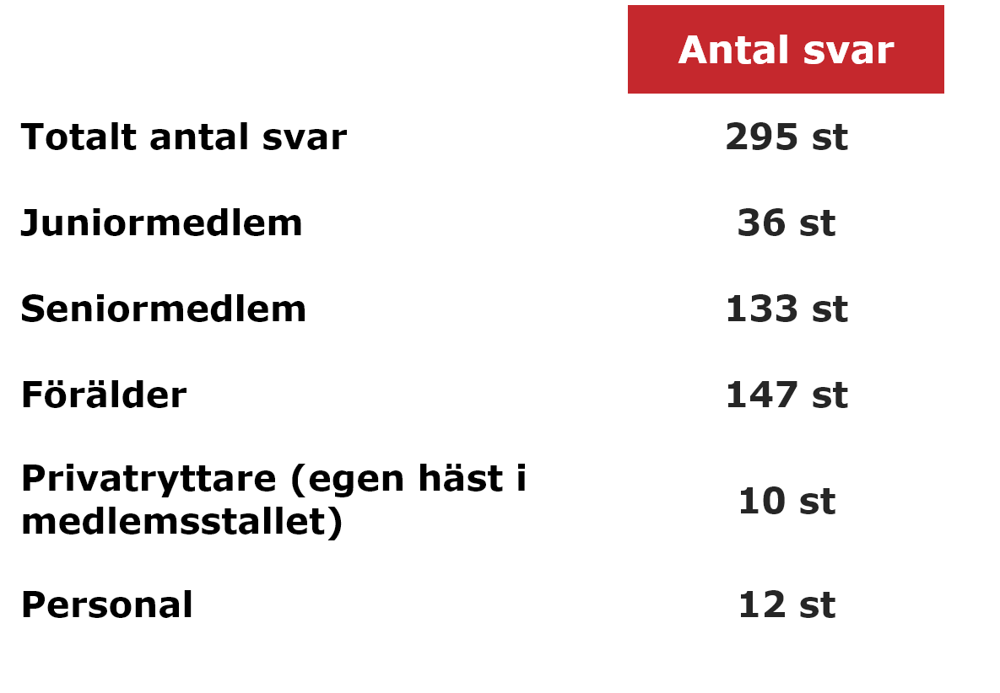 Antal svar
Totalt antal svar 295 st
Juniormedlem 36 st
Seniormedlem 133 st
Förälder 147 st
Privatryttare (egen häst i
medlemsstallet) 10 st
Personal 12 st